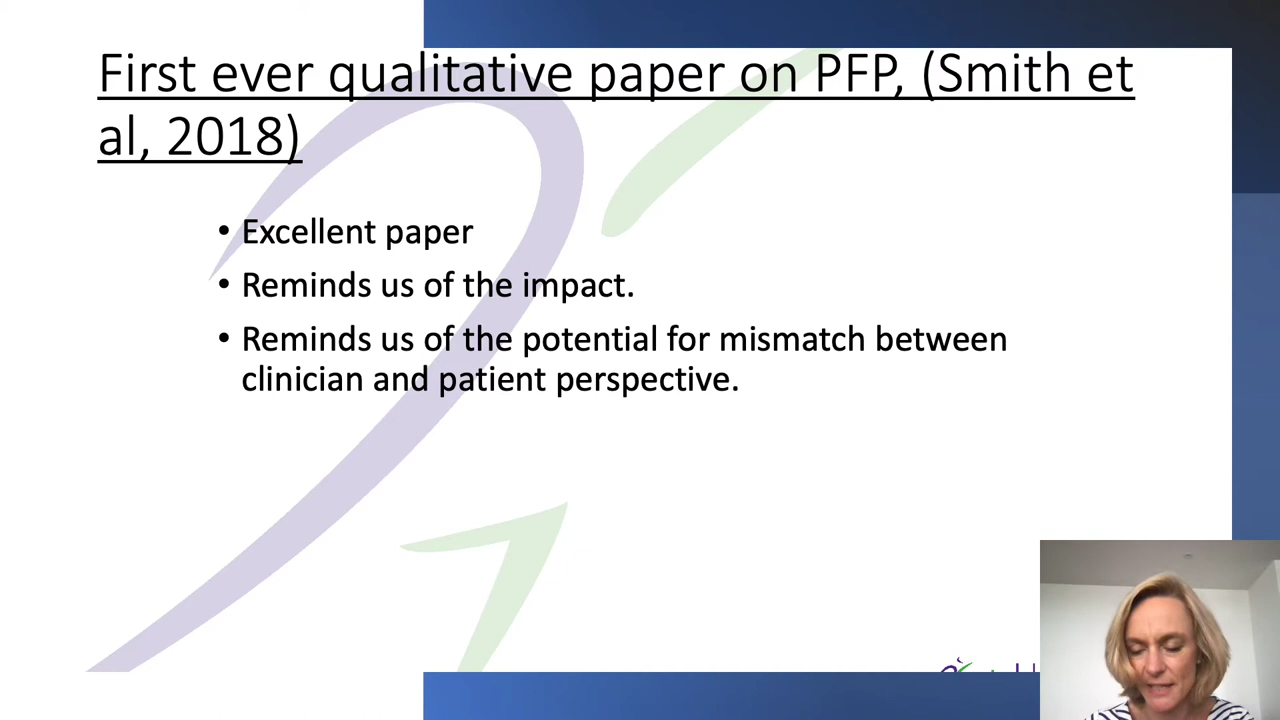 First ever qualitative paper on PFP, (Smith et
al, 2018)
• Excellent paper
• Reminds us of the impact.
• Reminds us of the potential for mismatch between
clinician and patient perspective.